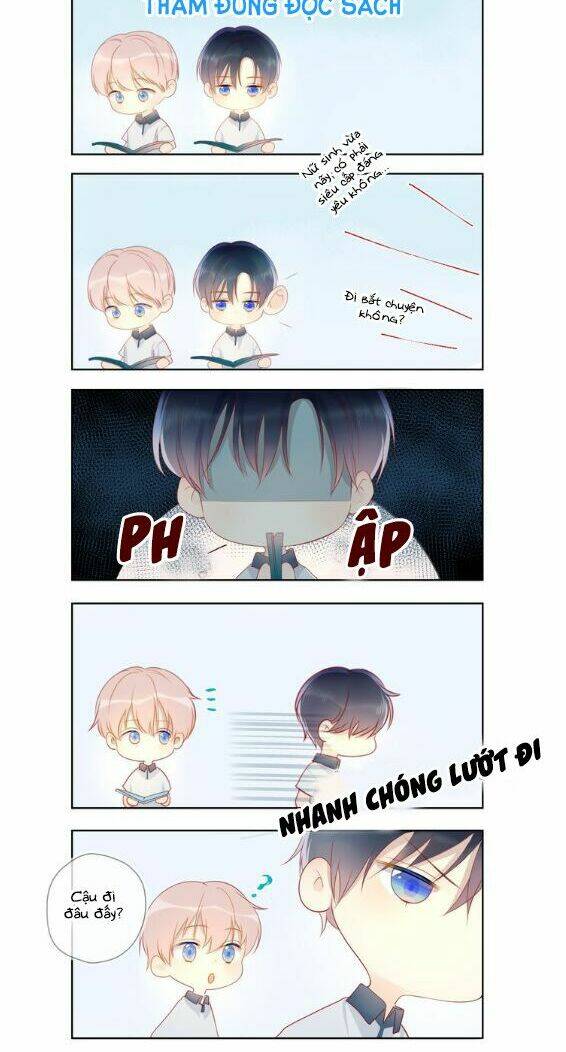 THẦM ĐỨNG ĐỌC SÁCH
Nữ sinh vừa
nãy, có phải
siêu cấp đáng
yêu không...
Đi bắt chuyện
không?
PH ẬP
NHANH CHÓNG LƯỚT ĐI
Cậu đi
đâu đấy?